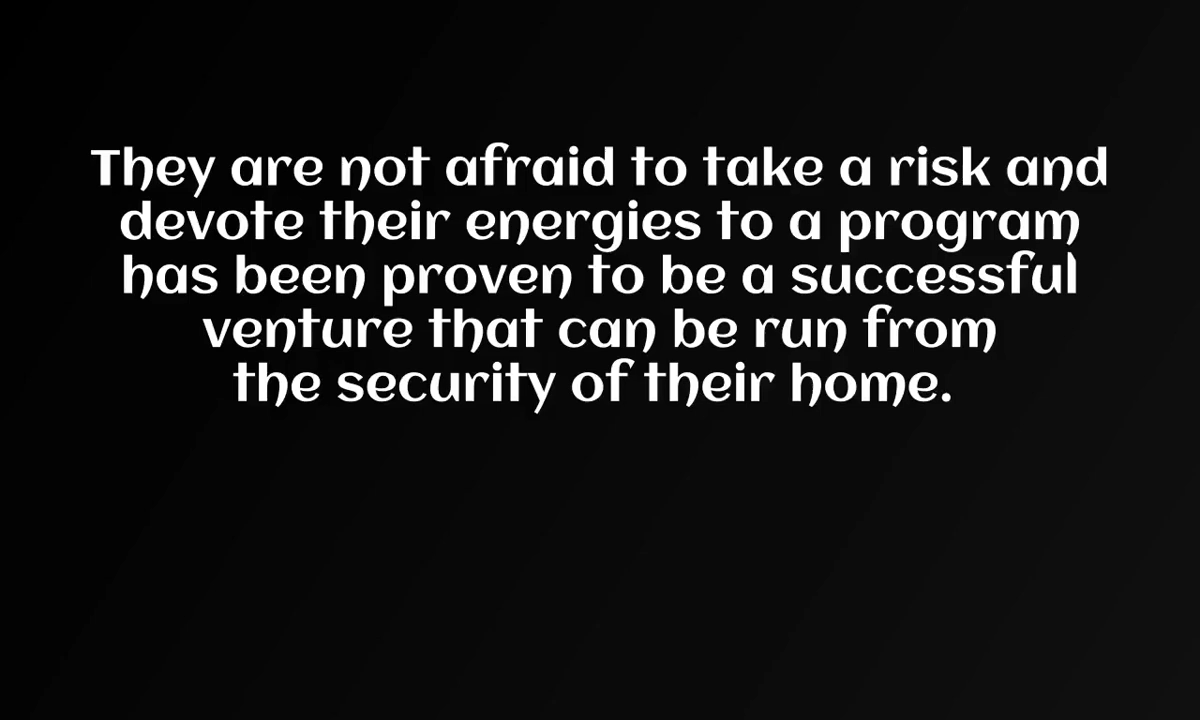 They are not afraid to take a risk and
devote their energies to a program
has been proven to be a successful
venture that can be run from
the security of their home.